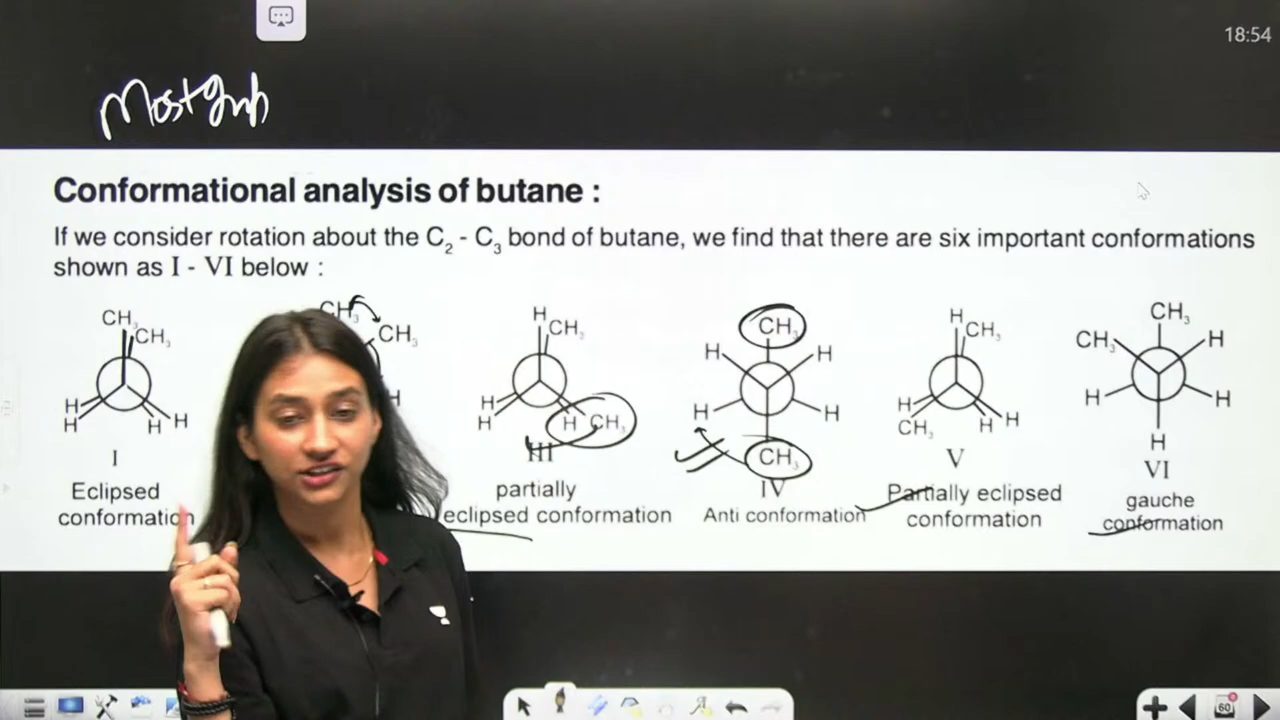 18:54
Conformational analysis of butane :
If we consider rotation about the C₂ - C₃ bond of butane, we find that there are six important conformations
shown as I - VI below :
CH₃
CH₃
H
H
H
H
I
Eclipsed
conformation
CH₃
CH₃
H
H
CH₃
H
H
H
CH₃
III
partially
eclipsed conformation
CH₃
H
H
H
H
CH₃
IV
Anti conformation
H
CH₃
H
CH₃
H
H
V
Partially eclipsed
conformation
CH₃
CH₃
H
H
H
H
VI
gauche
conformation
60